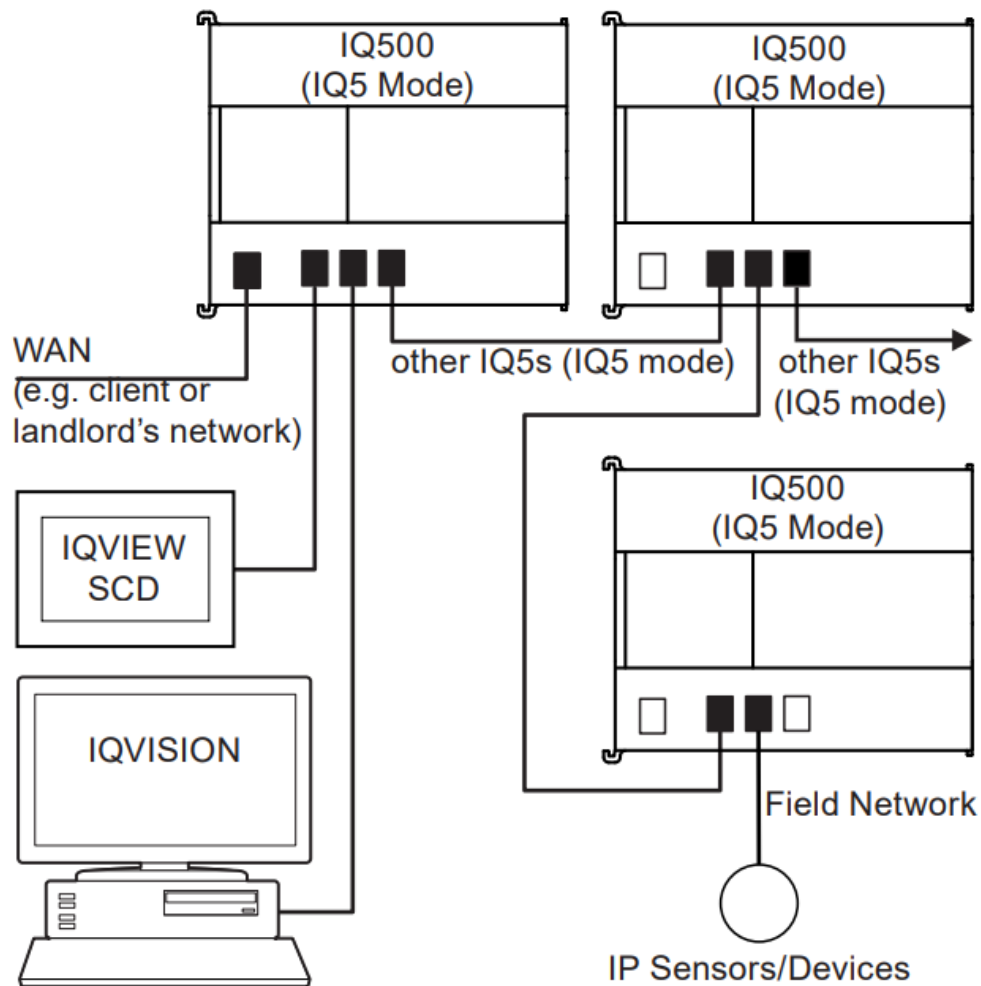 IQ500
(IQ5 Mode)
IQ500
(IQ5 Mode)
WAN
(e.g. client or
landlord's network)
other IQ5s (IQ5 mode)
other IQ5s
(IQ5 mode)
IQVIEW
SCD
IQ500
(IQ5 Mode)
IQVISION
Field Network
IP Sensors/Devices